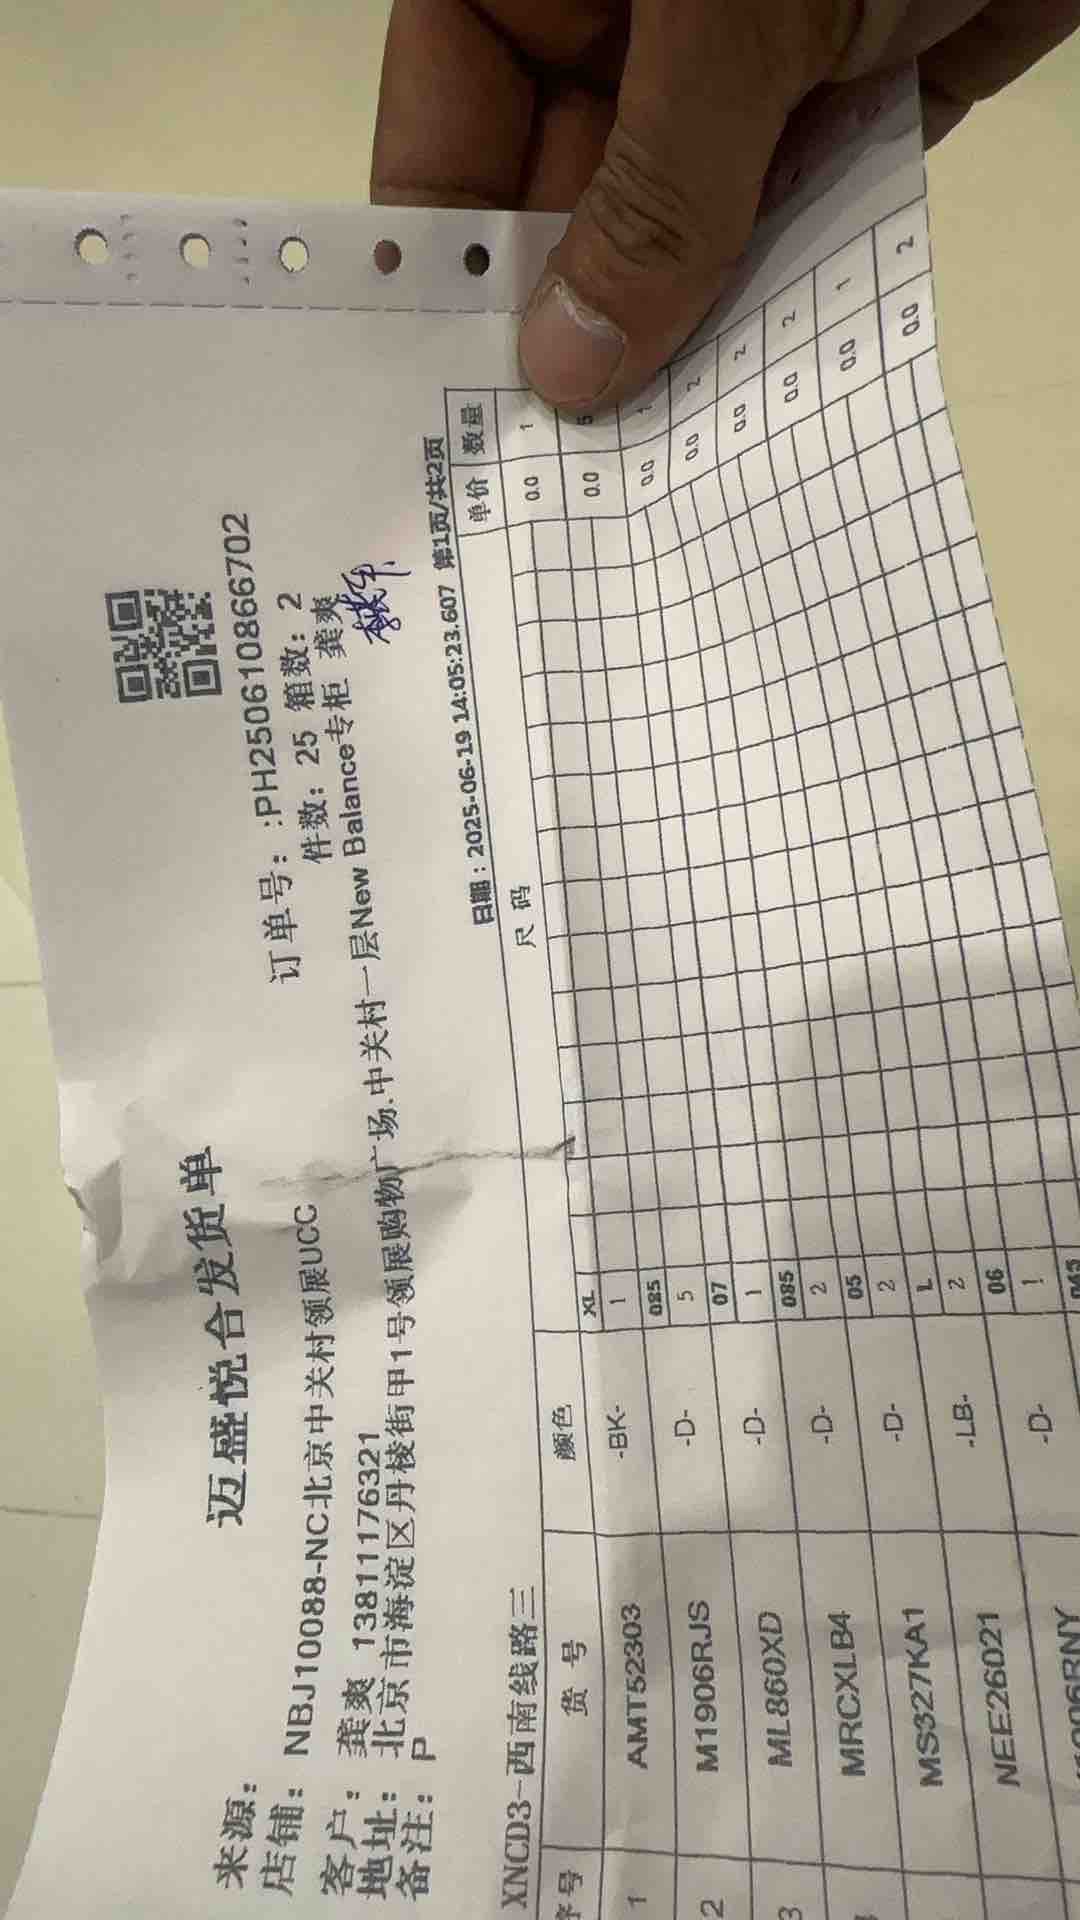 迈盛悦合发货单
来源：
订单号：:PH250610866702
店铺：NBJ10088-NC北京中关村领展UCC
件数：25 箱数：2
客户：龚爽 13811176321
地址：北京市海淀区丹棱街甲1号领展购物广场.中关村一层New Balance专柜 龚爽
备注：P
XNCD3-西南线路三 日期：2025-06-19 14:05:23.607 第1页/共2页
序号 货号 颜色 尺码 单价 数量
XL
1 AMT52303 -BK- 1 0.0 1
085
2 M1906RJS -D- 5 0.0 5
07
3 ML860XD -D- 1 0.0 1
085
MRCXLB4 -D- 2 0.0 2
05
MS327KA1 -D- 2 0.0 2
L
NEE26021 -LB- 2 0.0 2
06
-D- 1 0.0 1
0.0 2